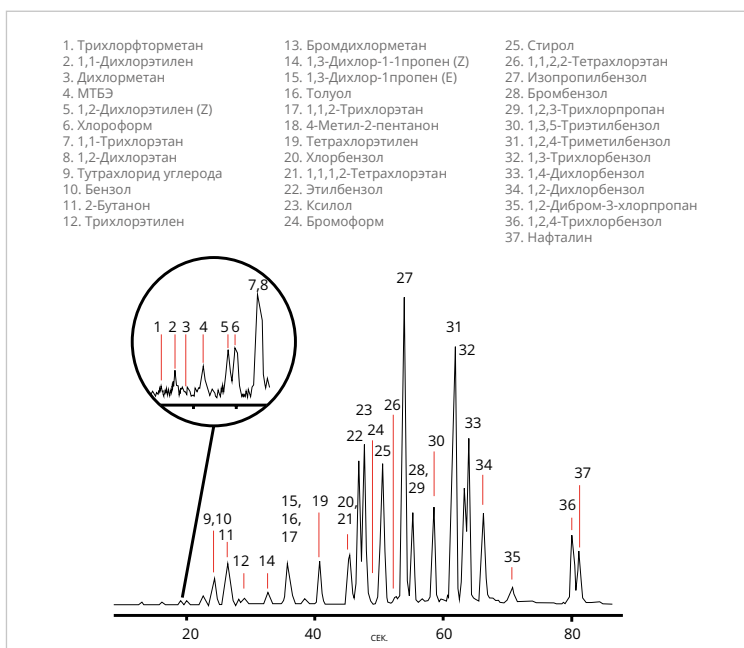 1. Трихлорфторметан
2. 1,1-Дихлорэтилен
3. Дихлорметан
4. МТБЭ
5. 1,2-Дихлорэтилен (Z)
6. Хлороформ
7. 1,1-Трихлорэтан
8. 1,2-Дихлорэтан
9. Тутрахлорид углерода
10. Бензол
11. 2-Бутанон
12. Трихлорэтилен
13. Бромдихлорметан
14. 1,3-Дихлор-1-1пропен (Z)
15. 1,3-Дихлор-1пропен (E)
16. Толуол
17. 1,1,2-Трихлорэтан
18. 4-Метил-2-пентанон
19. Тетрахлорэтилен
20. Хлорбензол
21. 1,1,1,2-Тетрахлорэтан
22. Этилбензол
23. Ксилол
24. Бромоформ
25. Стирол
26. 1,1,2,2-Тетрахлорэтан
27. Изопропилбензол
28. Бромбензол
29. 1,2,3-Трихлорпропан
30. 1,3,5-Триэтилбензол
31. 1,2,4-Триметилбензол
32. 1,3-Трихлорбензол
33. 1,4-Дихлорбензол
34. 1,2-Дихлорбензол
35. 1,2-Дибром-3-хлорпропан
36. 1,2,4-Трихлорбензол
37. Нафталин
7,8
1 2 3 4 5 6
27
31
32
23
26
24
33
22
25
30
28,
29
34
37
36
15,
16,
17
19
20,
21
9,10
11
12
14
35
20 40 60 80
СЕК.